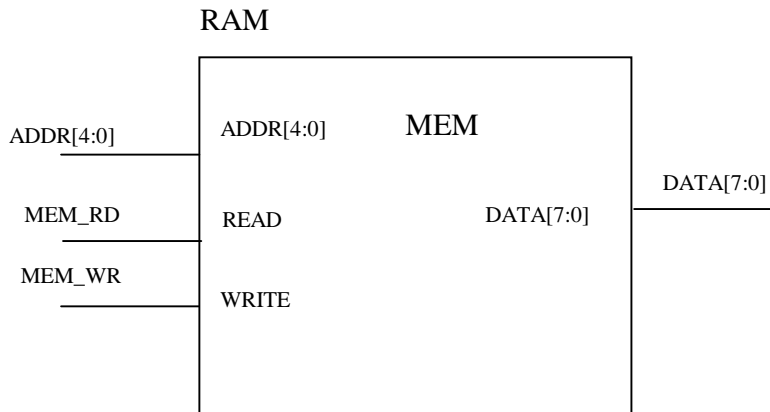 RAM
ADDR[4:0]
ADDR[4:0]
MEM
DATA[7:0]
MEM_RD
READ
DATA[7:0]
MEM_WR
WRITE